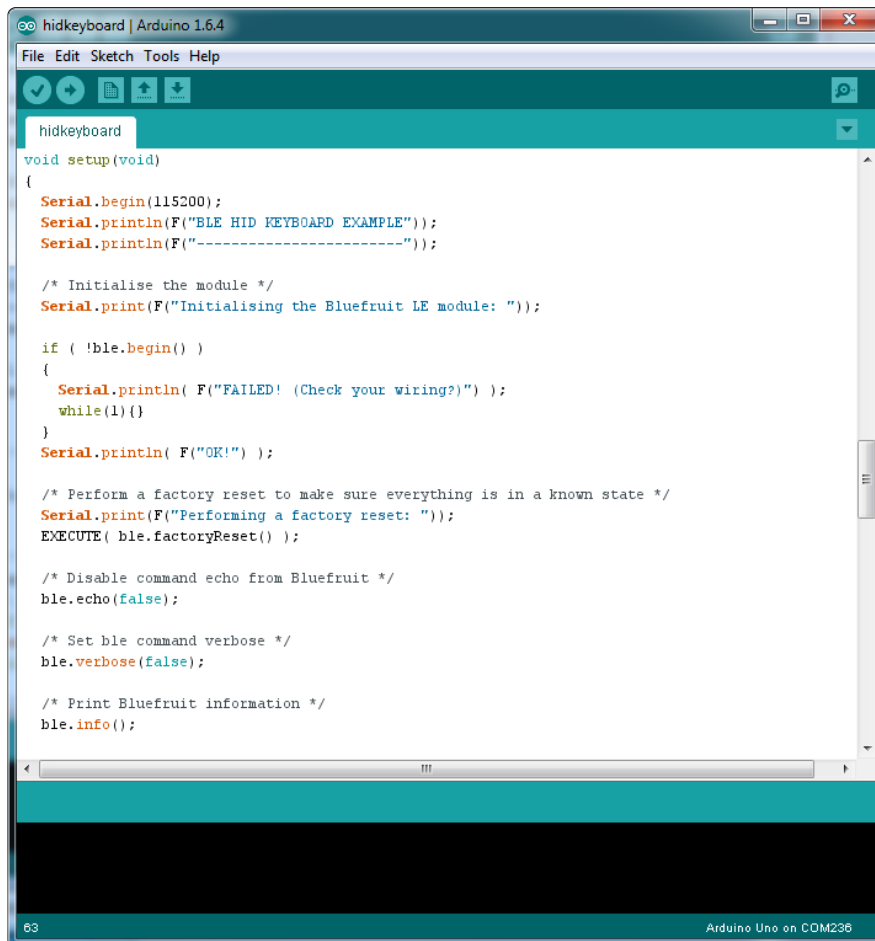 hidkeyboard | Arduino 1.6.4
File Edit Sketch Tools Help
hidkeyboard
void setup(void)
{
  Serial.begin(115200);
  Serial.println(F("BLE HID KEYBOARD EXAMPLE"));
  Serial.println(F("------------------------"));

  /* Initialise the module */
  Serial.print(F("Initialising the Bluefruit LE module: "));

  if ( !ble.begin() )
  {
    Serial.println( F("FAILED! (Check your wiring?)") );
    while(1){}
  }
  Serial.println( F("OK!") );

  /* Perform a factory reset to make sure everything is in a known state */
  Serial.print(F("Performing a factory reset: "));
  EXECUTE( ble.factoryReset() );

  /* Disable command echo from Bluefruit */
  ble.echo(false);

  /* Set ble command verbose */
  ble.verbose(false);

  /* Print Bluefruit information */
  ble.info();
63
Arduino Uno on COM236